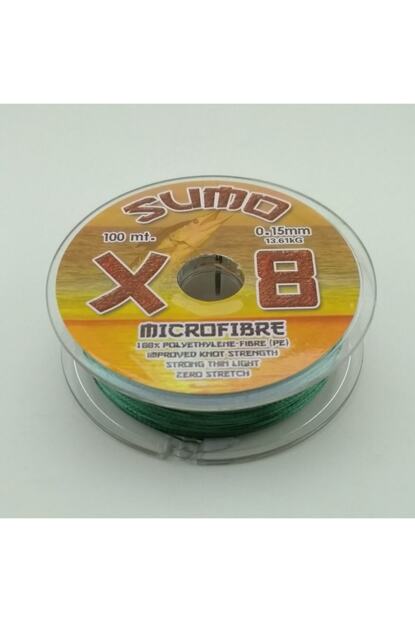 SUMO
100 mt.
0.15mm
13.61KG
X 8
MICROFIBRE
100% POLYETHYLENE-FIBRE (PE)
IMPROVED KNOT STRENGTH
STRONG THIN LIGHT
ZERO STRETCH